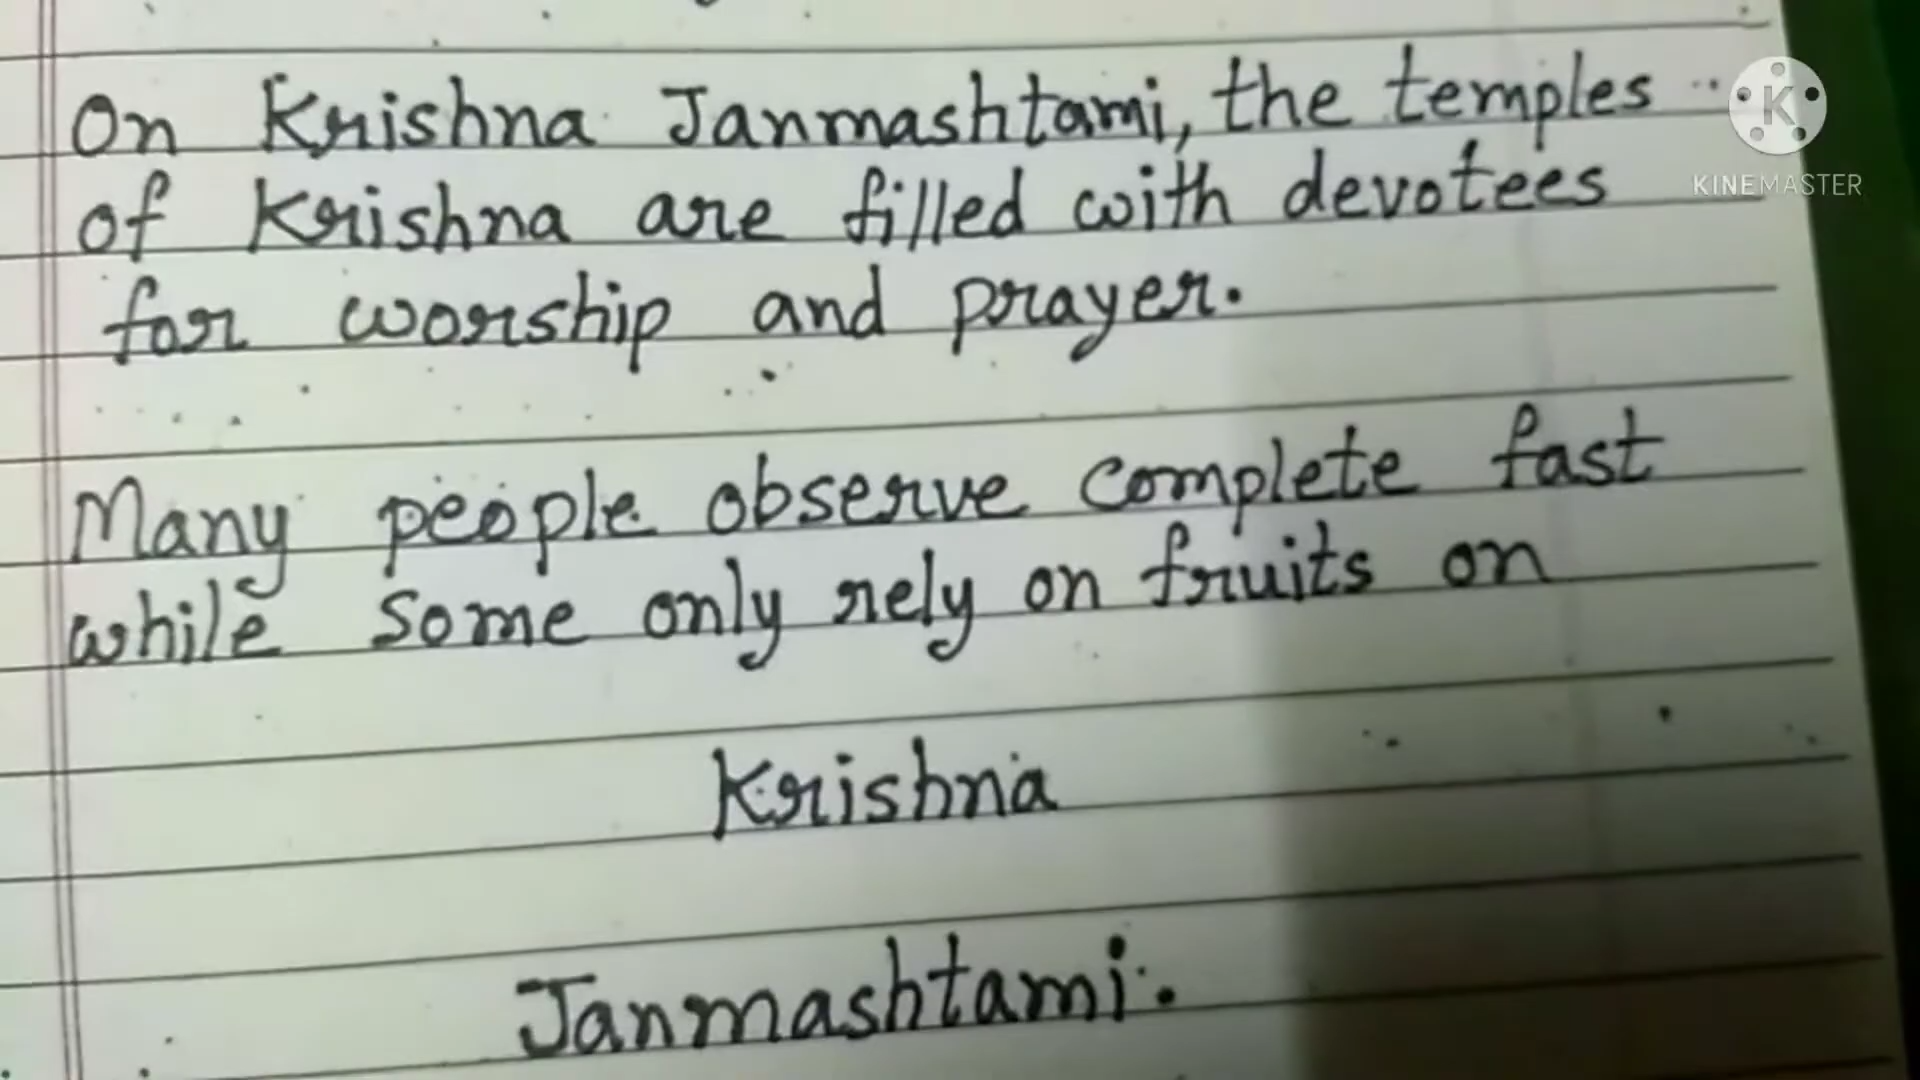 On Krishna Janmashtami, the temples
of Krishna are filled with devotees
for worship and prayer.
Many people observe complete fast
while some only rely on fruits on
Krishna
Janmashtami.
K
KINEMASTER